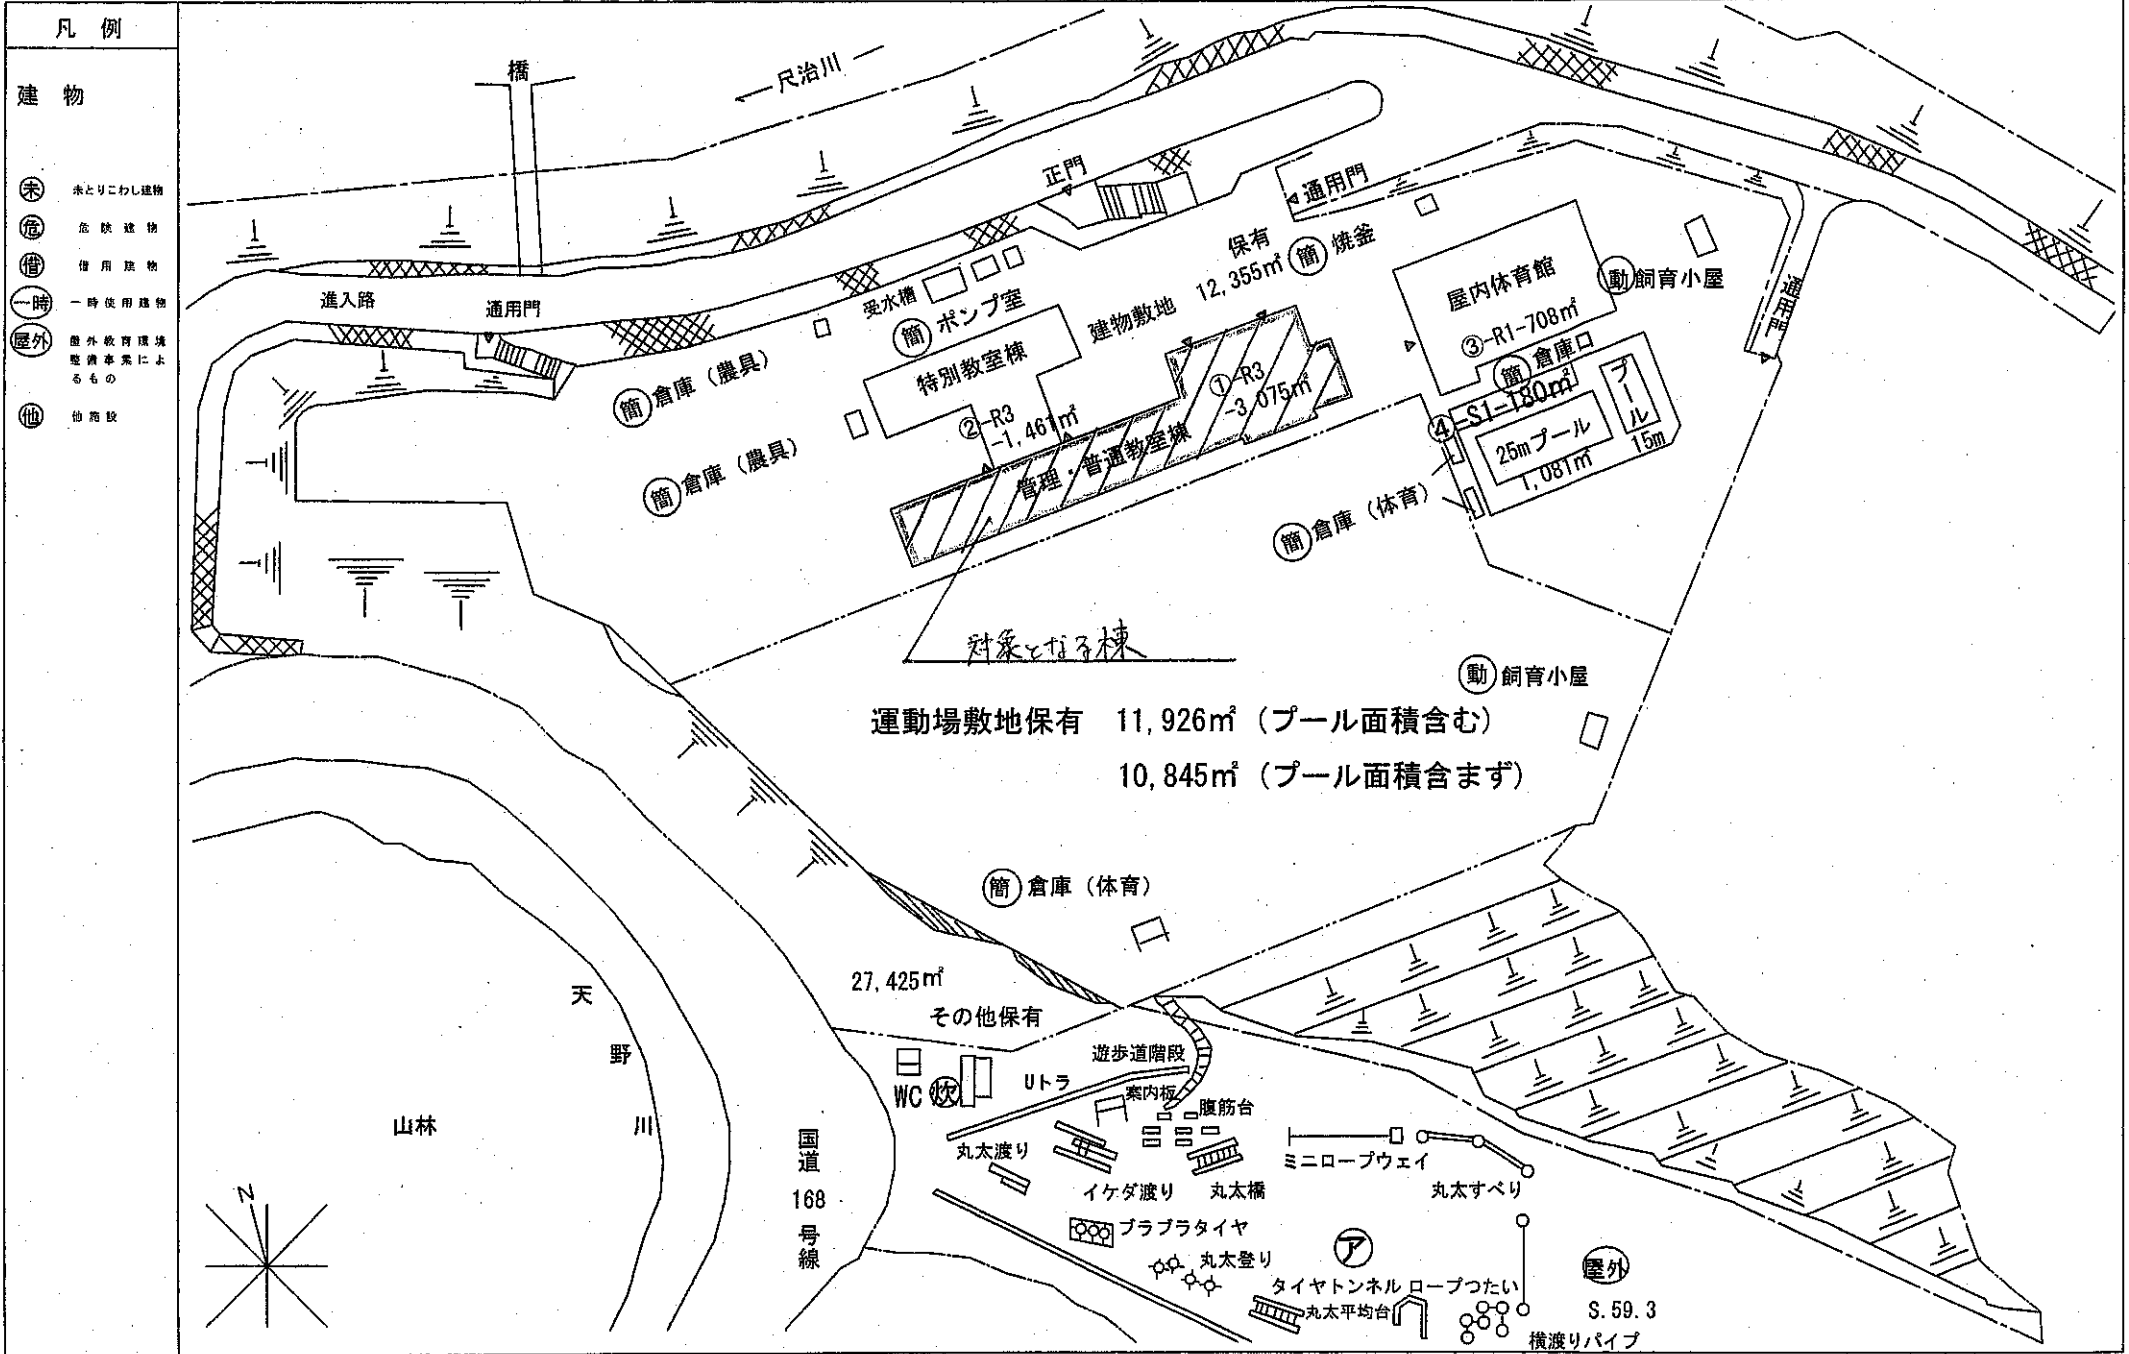 凡 例
建 物
未 未とりこわし建物
危 危険建物
借 借用建物
一時 一時使用建物
屋外 屋外教育環境
整備事業によ
るもの
他 他施設
橋
尺治川
正門
通用門
進入路
通用門
受水槽
簡 ポンプ室
保有
12,355㎡
簡 焼釜
建物敷地
屋内体育館
③-R1-708㎡
動 飼育小屋
通用門
簡 倉庫
簡 倉庫(農具)
簡 倉庫(農具)
特別教室棟
②-R3
-1,461㎡
①-R3
-3,075㎡
管理・普通教室棟
④-S1-180㎡
プール
15m
25mプール
1,081㎡
簡 倉庫(体育)
対象となる棟
動 飼育小屋
運動場敷地保有 11,926㎡(プール面積含む)
10,845㎡(プール面積含まず)
簡 倉庫(体育)
27,425㎡
その他保有
天野川
山林
国道
168
号線
WC 炊
Uトラ
遊歩道階段
案内板
腹筋台
丸太渡り
イケダ渡り
丸太橋
ミニロープウェイ
丸太すべり
ブラブラタイヤ
丸太登り
ア
タイヤトンネル ロープつたい
丸太平均台
屋外
S.59.3
横渡りパイプ
N